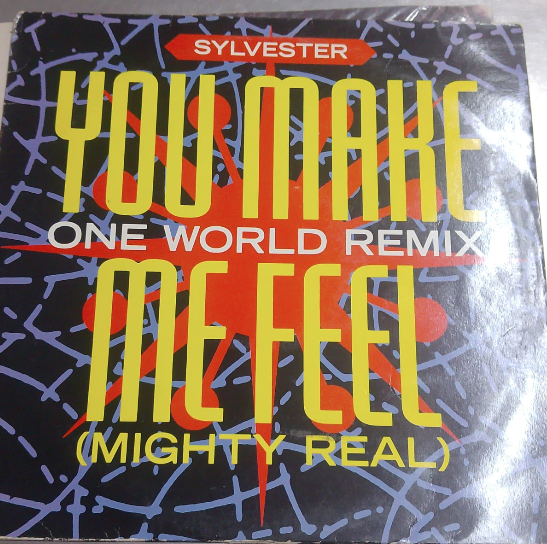 SYLVESTER
YOU MAKE
ONE WORLD REMIX
ME FEEL
(MIGHTY REAL)